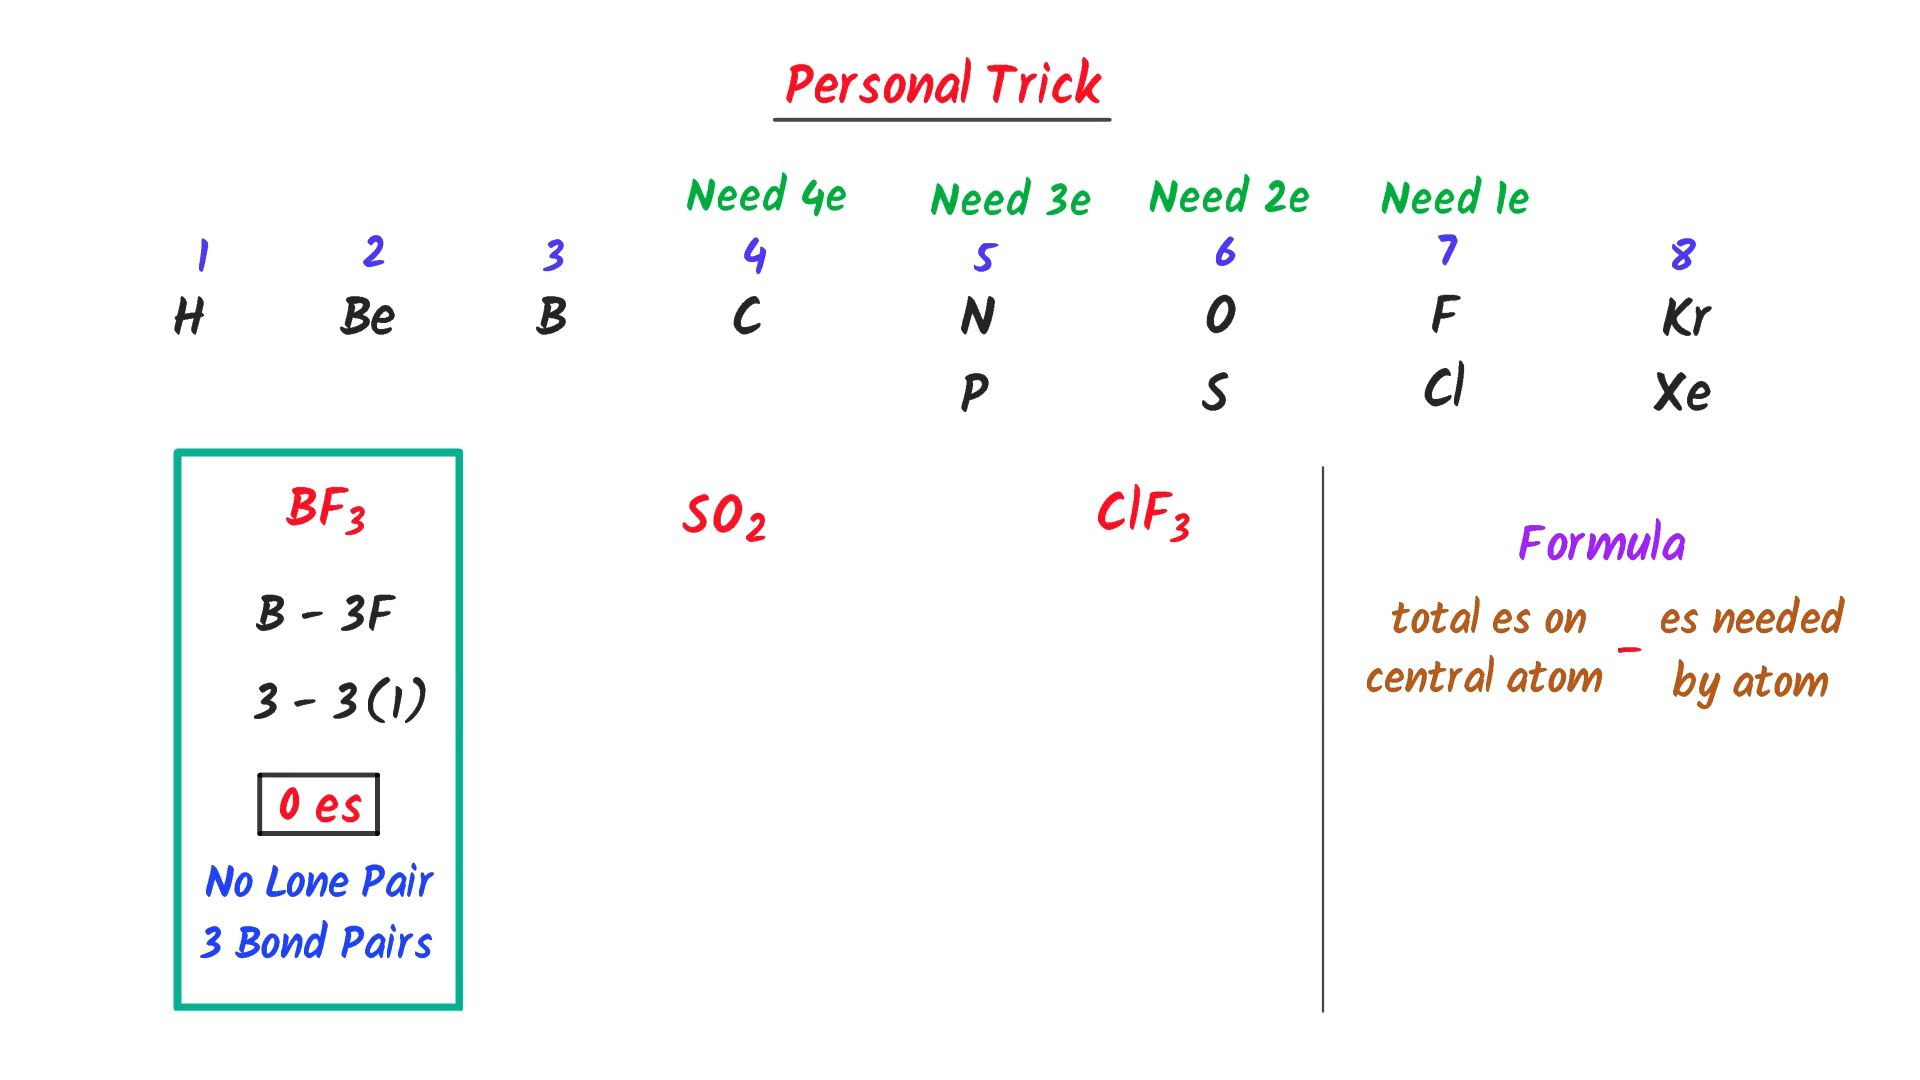 Personal Trick
Need 4e Need 3e Need 2e Need 1e
1 2 3 4 5 6 7 8
H Be B C N O F Kr
P S Cl Xe
BF₃
B - 3F
3 - 3(1)
0 es
No Lone Pair
3 Bond Pairs
SO₂
ClF₃
Formula
total es on
central atom
-
es needed
by atom